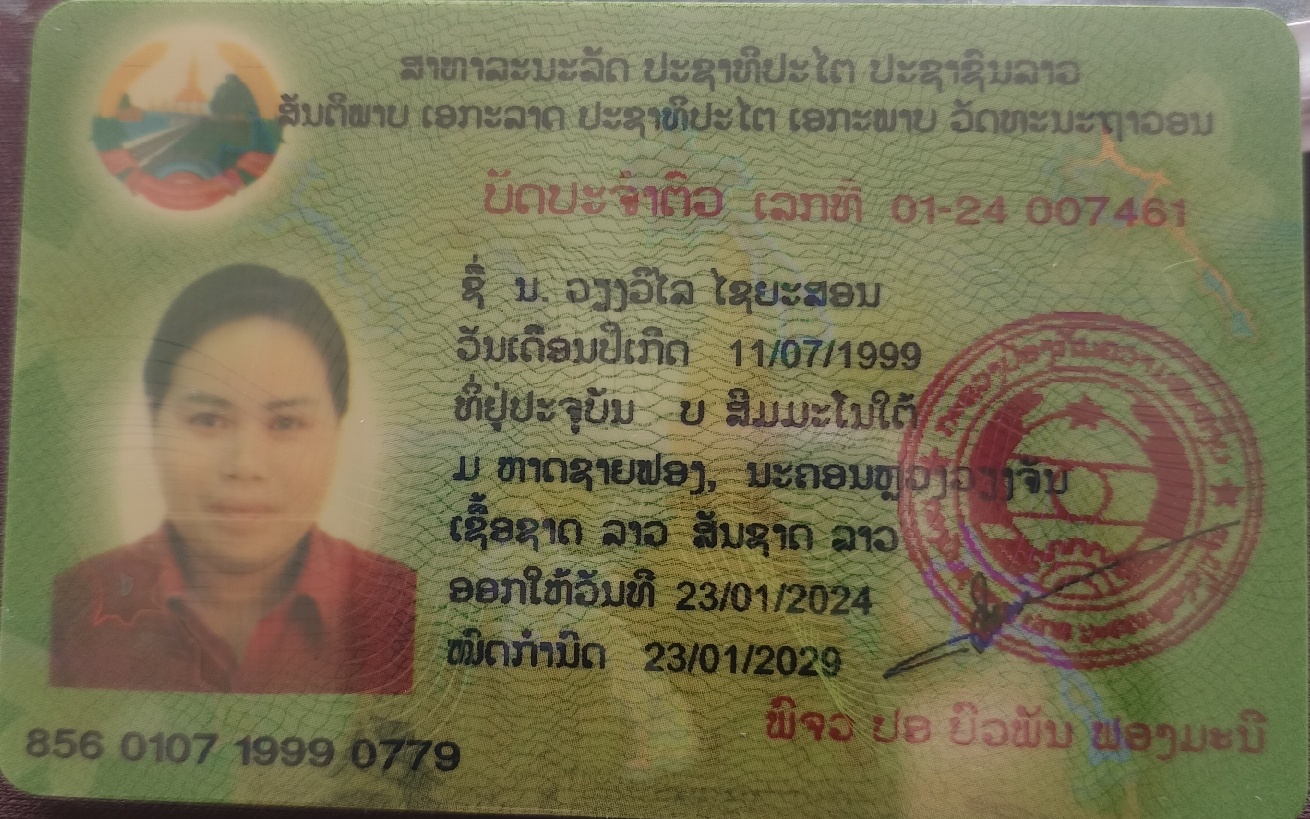 ສາທາລະນະລັດ ປະຊາທິປະໄຕ ປະຊາຊົນລາວ
ສັນຕິພາບ ເອກະລາດ ປະຊາທິປະໄຕ ເອກະພາບ ວັດທະນະຖາວອນ
ບັດປະຈຳຕົວ ເລກທີ 01-24 007461
ຊື່ ນ. ວຽງວິໄລ ໄຊຍະສອນ
ວັນເດືອນປີເກີດ 11/07/1999
ທີ່ຢູ່ປະຈຸບັນ ບ ສິມມະໂນໃຕ້
ມ ຫາດຊາຍຟອງ, ນະຄອນຫຼວງວຽງຈັນ
ເຊື້ອຊາດ ລາວ ສັນຊາດ ລາວ
ອອກໃຫ້ວັນທີ 23/01/2024
ໝົດກຳນົດ 23/01/2029
ພົຈວ ປອ ບົວພັນ ຟອງມະນີ
856 0107 1999 0779